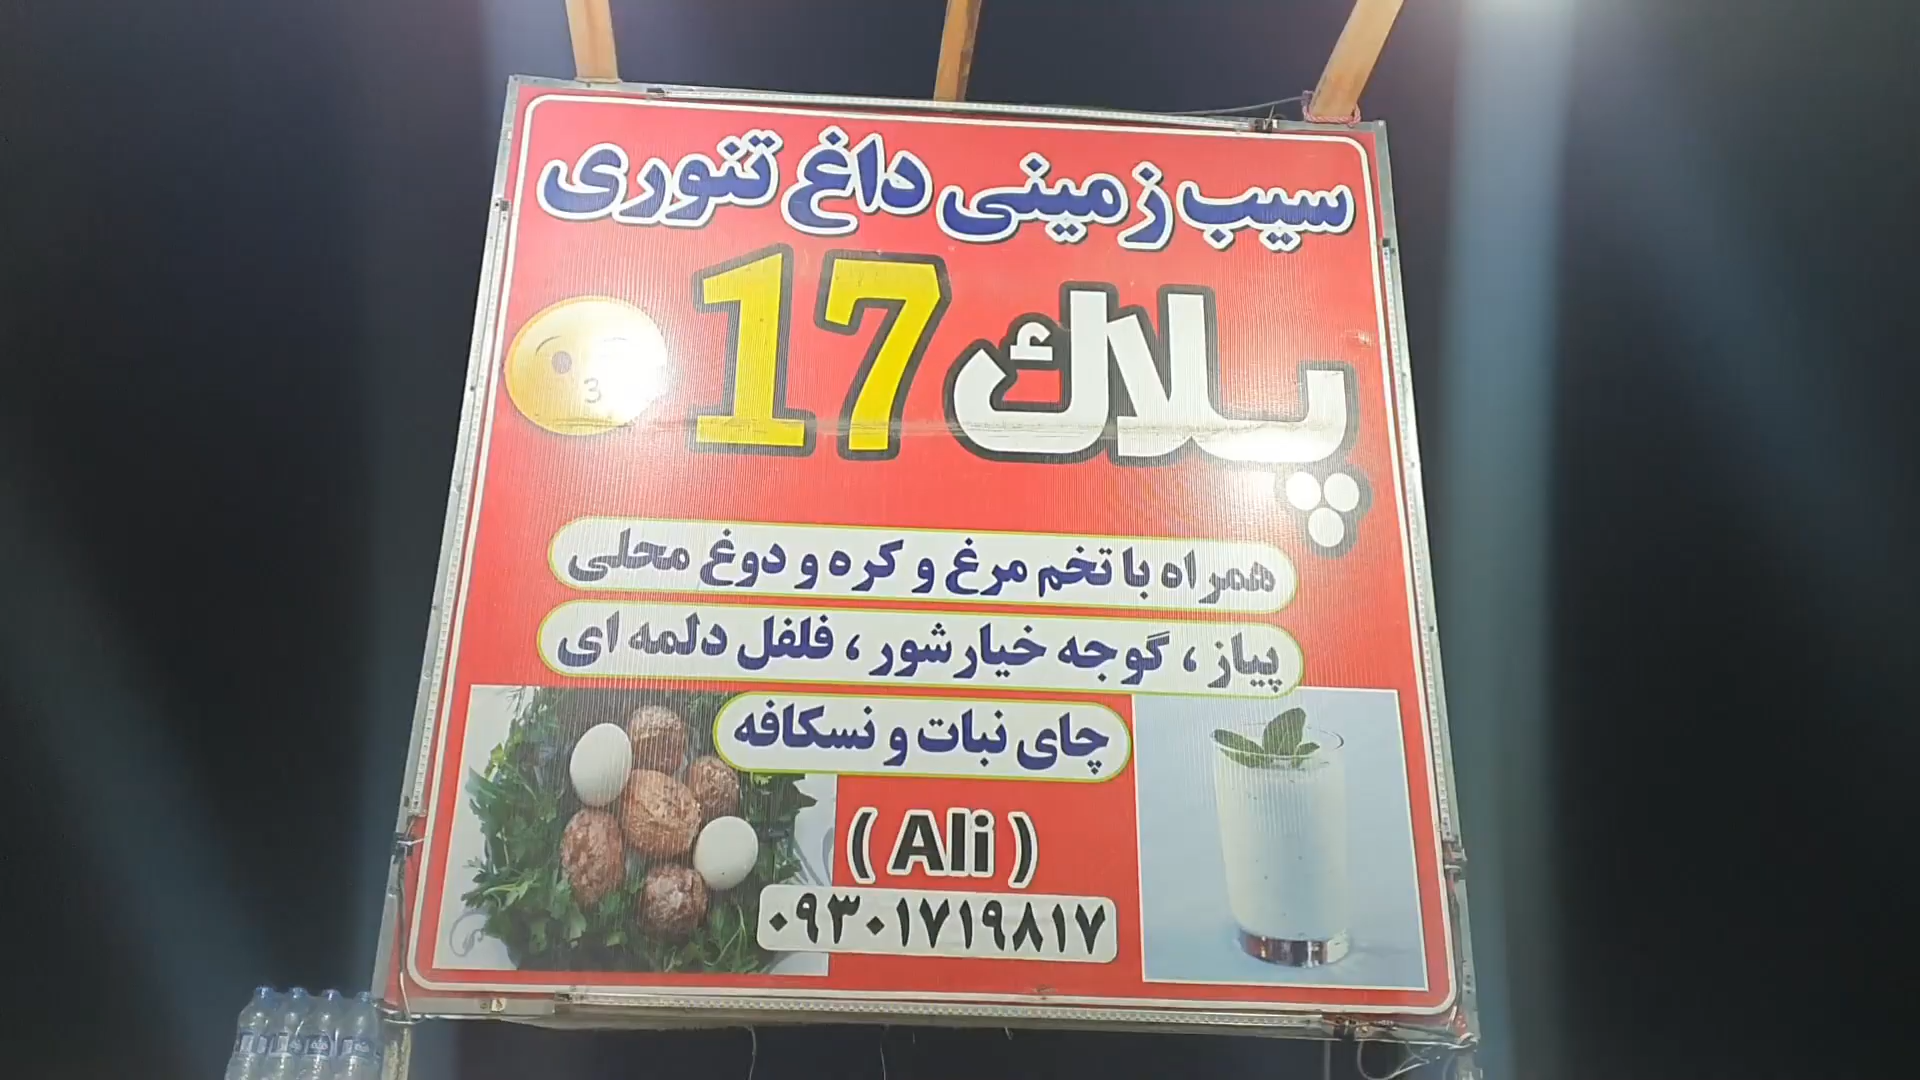 سیب زمینی داغ تنوری
پلاک 17
همراه با تخم مرغ و کره و دوغ محلی
پیاز ، گوجه خیارشور ، فلفل دلمه ای
چای نبات و نسکافه
( Ali )
۰۹۳۰۱۷۱۹۸۱۷